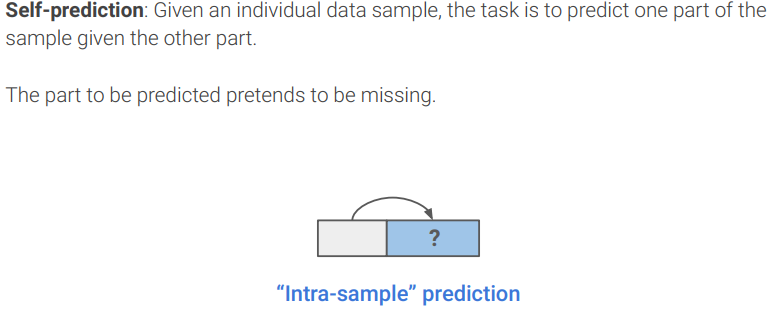 Self-prediction: Given an individual data sample, the task is to predict one part of the
sample given the other part.
The part to be predicted pretends to be missing.
?
“Intra-sample” prediction